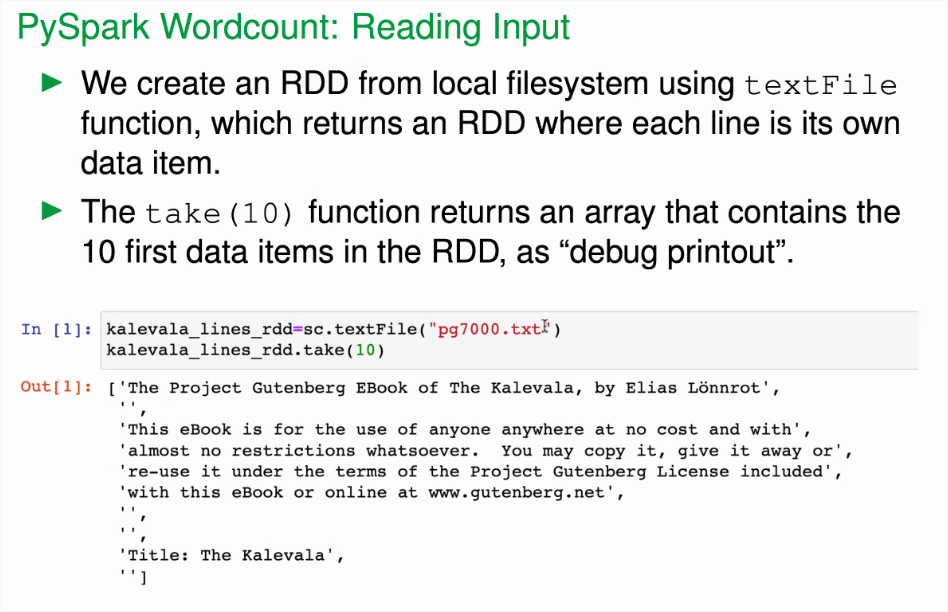 PySpark Wordcount: Reading Input
We create an RDD from local filesystem using textFile
function, which returns an RDD where each line is its own
data item.
The take(10) function returns an array that contains the
10 first data items in the RDD, as “debug printout”.
In [1]: kalevala_lines_rdd=sc.textFile("pg7000.txt")
kalevala_lines_rdd.take(10)
Out[1]: ['The Project Gutenberg EBook of The Kalevala, by Elias Lönnrot',
'',
'This eBook is for the use of anyone anywhere at no cost and with',
'almost no restrictions whatsoever.  You may copy it, give it away or',
're-use it under the terms of the Project Gutenberg License included',
'with this eBook or online at www.gutenberg.net',
'',
'',
'Title: The Kalevala',
'']